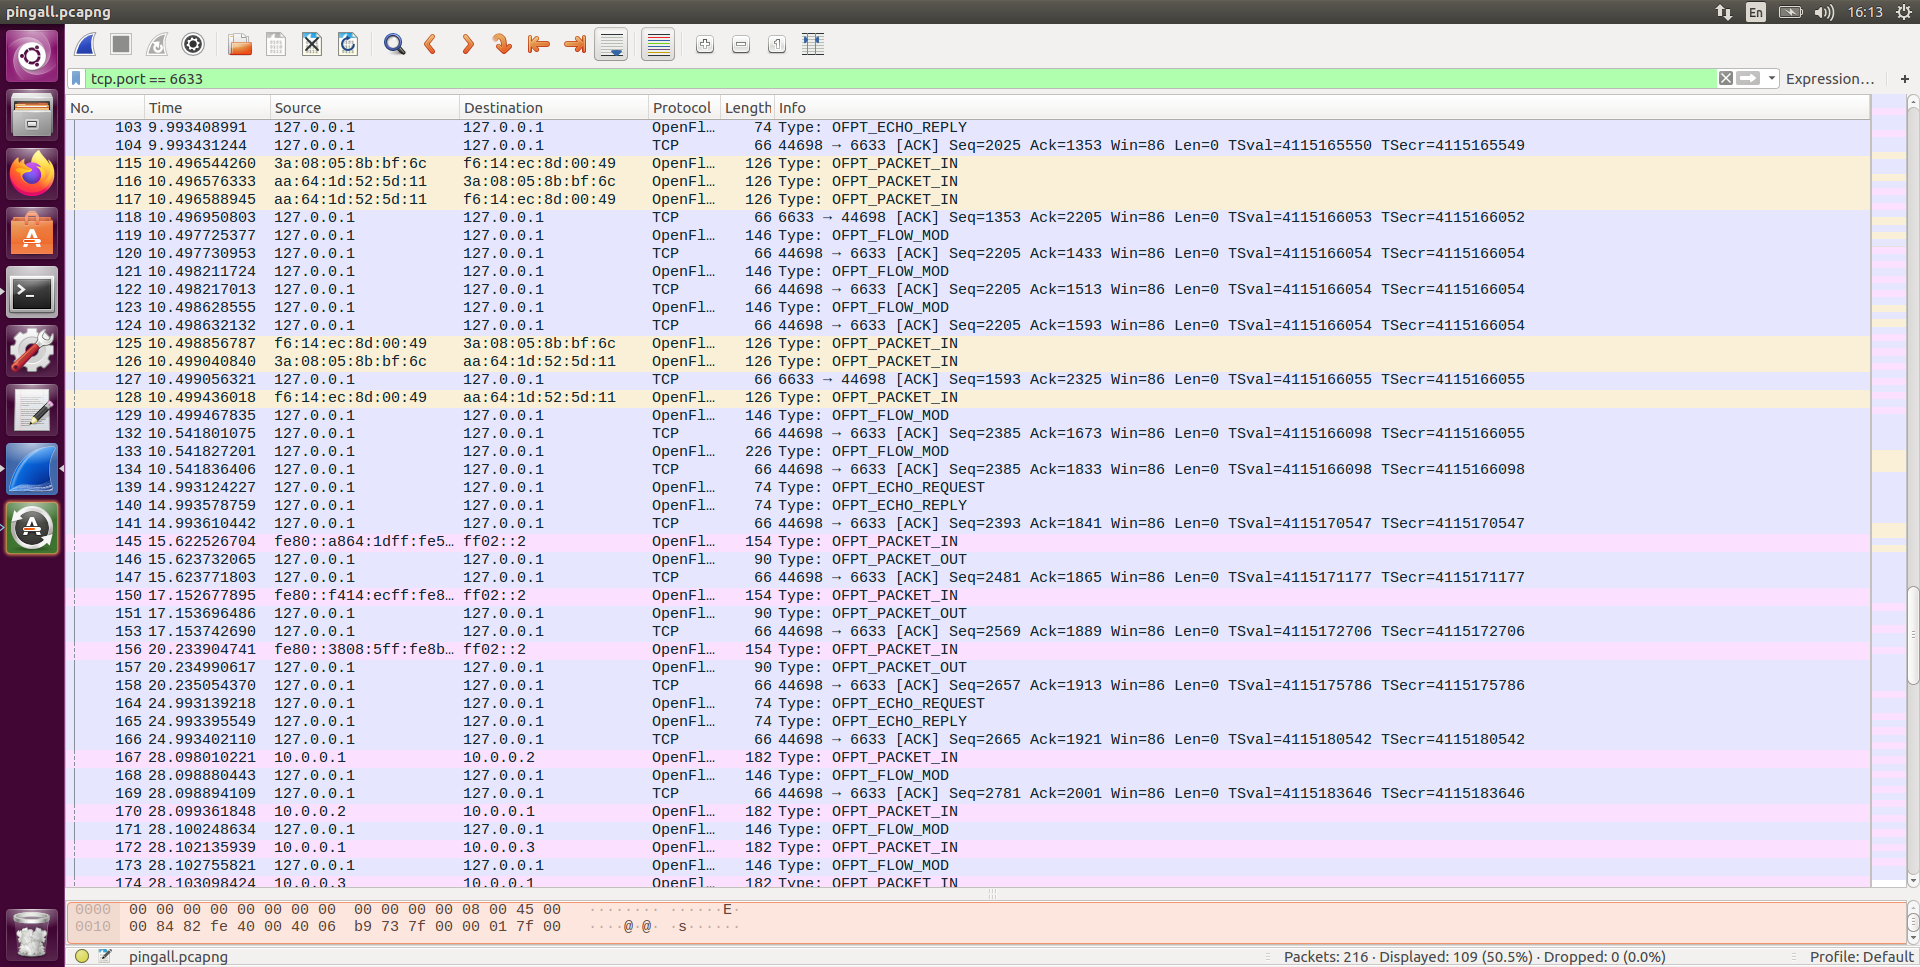 pingall.pcapng
En
16:13
tcp.port == 6633
Expression…
+
No. Time Source Destination Protocol Length Info
103 9.993408991 127.0.0.1 127.0.0.1 OpenFl… 74 Type: OFPT_ECHO_REPLY
104 9.993431244 127.0.0.1 127.0.0.1 TCP 66 44698 → 6633 [ACK] Seq=2025 Ack=1353 Win=86 Len=0 TSval=4115165550 TSecr=4115165549
115 10.496544260 3a:08:05:8b:bf:6c f6:14:ec:8d:00:49 OpenFl… 126 Type: OFPT_PACKET_IN
116 10.496576333 aa:64:1d:52:5d:11 3a:08:05:8b:bf:6c OpenFl… 126 Type: OFPT_PACKET_IN
117 10.496588945 aa:64:1d:52:5d:11 f6:14:ec:8d:00:49 OpenFl… 126 Type: OFPT_PACKET_IN
118 10.496950803 127.0.0.1 127.0.0.1 TCP 66 6633 → 44698 [ACK] Seq=1353 Ack=2205 Win=86 Len=0 TSval=4115166053 TSecr=4115166052
119 10.497725377 127.0.0.1 127.0.0.1 OpenFl… 146 Type: OFPT_FLOW_MOD
120 10.497730953 127.0.0.1 127.0.0.1 TCP 66 44698 → 6633 [ACK] Seq=2205 Ack=1433 Win=86 Len=0 TSval=4115166054 TSecr=4115166054
121 10.498211724 127.0.0.1 127.0.0.1 OpenFl… 146 Type: OFPT_FLOW_MOD
122 10.498217013 127.0.0.1 127.0.0.1 TCP 66 44698 → 6633 [ACK] Seq=2205 Ack=1513 Win=86 Len=0 TSval=4115166054 TSecr=4115166054
123 10.498628555 127.0.0.1 127.0.0.1 OpenFl… 146 Type: OFPT_FLOW_MOD
124 10.498632132 127.0.0.1 127.0.0.1 TCP 66 44698 → 6633 [ACK] Seq=2205 Ack=1593 Win=86 Len=0 TSval=4115166054 TSecr=4115166054
125 10.498856787 f6:14:ec:8d:00:49 3a:08:05:8b:bf:6c OpenFl… 126 Type: OFPT_PACKET_IN
126 10.499040840 3a:08:05:8b:bf:6c aa:64:1d:52:5d:11 OpenFl… 126 Type: OFPT_PACKET_IN
127 10.499056321 127.0.0.1 127.0.0.1 TCP 66 6633 → 44698 [ACK] Seq=1593 Ack=2325 Win=86 Len=0 TSval=4115166055 TSecr=4115166055
128 10.499436018 f6:14:ec:8d:00:49 aa:64:1d:52:5d:11 OpenFl… 126 Type: OFPT_PACKET_IN
129 10.499467835 127.0.0.1 127.0.0.1 OpenFl… 146 Type: OFPT_FLOW_MOD
132 10.541801075 127.0.0.1 127.0.0.1 TCP 66 44698 → 6633 [ACK] Seq=2385 Ack=1673 Win=86 Len=0 TSval=4115166098 TSecr=4115166055
133 10.541827201 127.0.0.1 127.0.0.1 OpenFl… 226 Type: OFPT_FLOW_MOD
134 10.541836406 127.0.0.1 127.0.0.1 TCP 66 44698 → 6633 [ACK] Seq=2385 Ack=1833 Win=86 Len=0 TSval=4115166098 TSecr=4115166098
139 14.993124227 127.0.0.1 127.0.0.1 OpenFl… 74 Type: OFPT_ECHO_REQUEST
140 14.993578759 127.0.0.1 127.0.0.1 OpenFl… 74 Type: OFPT_ECHO_REPLY
141 14.993610442 127.0.0.1 127.0.0.1 TCP 66 44698 → 6633 [ACK] Seq=2393 Ack=1841 Win=86 Len=0 TSval=4115170547 TSecr=4115170547
145 15.622526704 fe80::a864:1dff:fe5… ff02::2 OpenFl… 154 Type: OFPT_PACKET_IN
146 15.623732065 127.0.0.1 127.0.0.1 OpenFl… 90 Type: OFPT_PACKET_OUT
147 15.623771803 127.0.0.1 127.0.0.1 TCP 66 44698 → 6633 [ACK] Seq=2481 Ack=1865 Win=86 Len=0 TSval=4115171177 TSecr=4115171177
150 17.152677895 fe80::f414:ecff:fe8… ff02::2 OpenFl… 154 Type: OFPT_PACKET_IN
151 17.153696486 127.0.0.1 127.0.0.1 OpenFl… 90 Type: OFPT_PACKET_OUT
153 17.153742690 127.0.0.1 127.0.0.1 TCP 66 44698 → 6633 [ACK] Seq=2569 Ack=1889 Win=86 Len=0 TSval=4115172706 TSecr=4115172706
156 20.233904741 fe80::3808:5ff:fe8b… ff02::2 OpenFl… 154 Type: OFPT_PACKET_IN
157 20.234990617 127.0.0.1 127.0.0.1 OpenFl… 90 Type: OFPT_PACKET_OUT
158 20.235054370 127.0.0.1 127.0.0.1 TCP 66 44698 → 6633 [ACK] Seq=2657 Ack=1913 Win=86 Len=0 TSval=4115175786 TSecr=4115175786
164 24.993139218 127.0.0.1 127.0.0.1 OpenFl… 74 Type: OFPT_ECHO_REQUEST
165 24.993395549 127.0.0.1 127.0.0.1 OpenFl… 74 Type: OFPT_ECHO_REPLY
166 24.993402110 127.0.0.1 127.0.0.1 TCP 66 44698 → 6633 [ACK] Seq=2665 Ack=1921 Win=86 Len=0 TSval=4115180542 TSecr=4115180542
167 28.098010221 10.0.0.1 10.0.0.2 OpenFl… 182 Type: OFPT_PACKET_IN
168 28.098880443 127.0.0.1 127.0.0.1 OpenFl… 146 Type: OFPT_FLOW_MOD
169 28.098894109 127.0.0.1 127.0.0.1 TCP 66 44698 → 6633 [ACK] Seq=2781 Ack=2001 Win=86 Len=0 TSval=4115183646 TSecr=4115183646
170 28.099361848 10.0.0.2 10.0.0.1 OpenFl… 182 Type: OFPT_PACKET_IN
171 28.100248634 127.0.0.1 127.0.0.1 OpenFl… 146 Type: OFPT_FLOW_MOD
172 28.102135939 10.0.0.1 10.0.0.3 OpenFl… 182 Type: OFPT_PACKET_IN
173 28.102755821 127.0.0.1 127.0.0.1 OpenFl… 146 Type: OFPT_FLOW_MOD
174 28.103098424 10.0.0.3 10.0.0.1 OpenFl… 182 Type: OFPT_PACKET_IN
0000 00 00 00 00 00 00 00 00 00 00 00 00 08 00 45 00 ········ ······E·
0010 00 84 82 fe 40 00 40 06 b9 73 7f 00 00 01 7f 00 ····@·@· ·s······
pingall.pcapng
Packets: 216 · Displayed: 109 (50.5%) · Dropped: 0 (0.0%)
Profile: Default